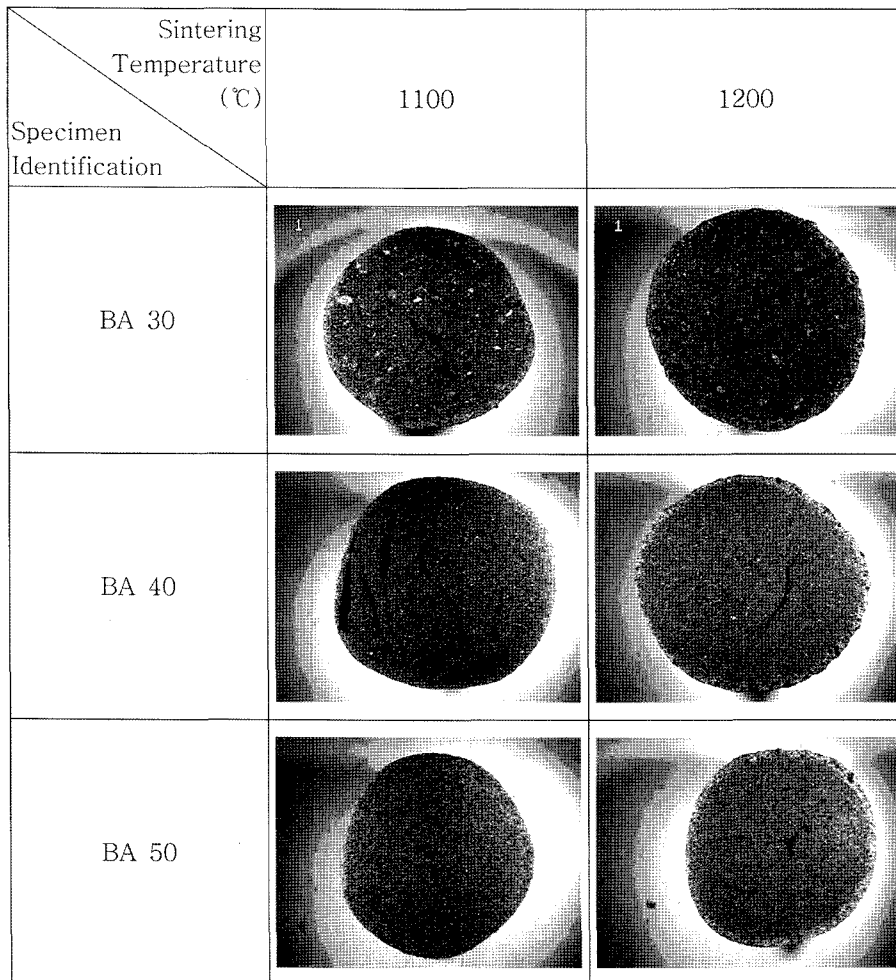 Sintering
Temperature
(℃)
Specimen
Identification
1100
1200
BA 30
1
1
BA 40
BA 50